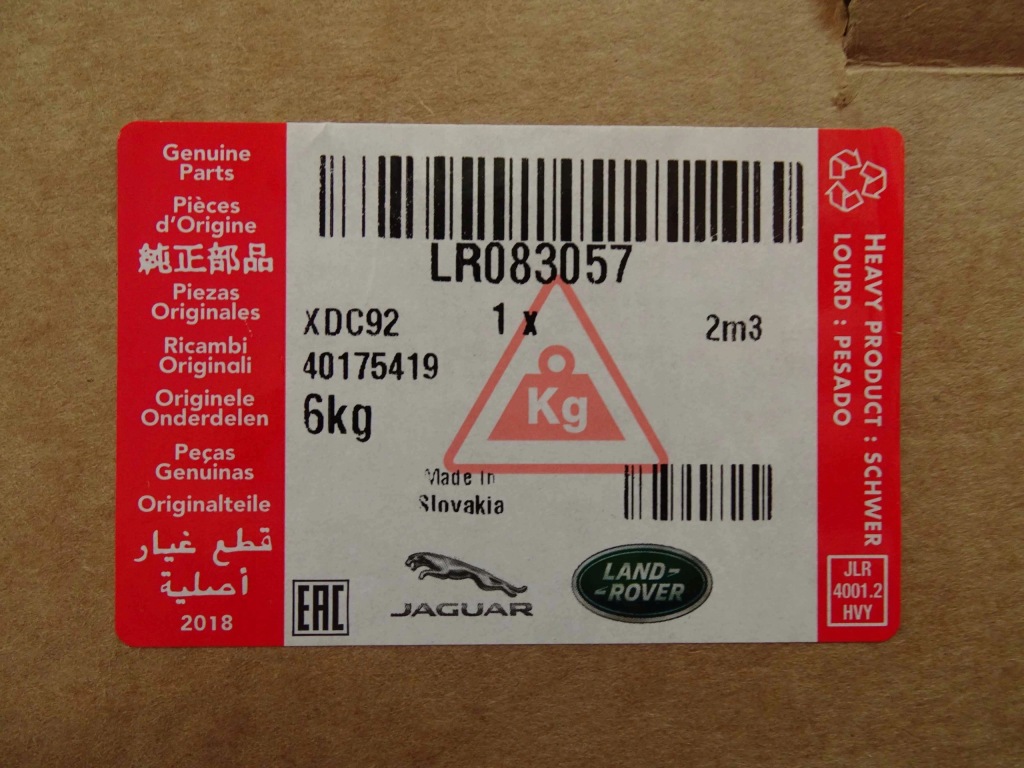 Genuine
Parts
Pièces
d'Origine
純正部品
Piezas
Originales
Ricambi
Originali
Originele
Onderdelen
Peças
Genuinas
Originalteile
قطع غيار
أصلية
2018
LR083057
XDC92 1 x 2m3
40175419
6kg
Kg
Made In
Slovakia
EAC
JAGUAR
LAND-
-ROVER
HEAVY PRODUCT : SCHWER
LOURD : PESADO
JLR
4001.2
HVY